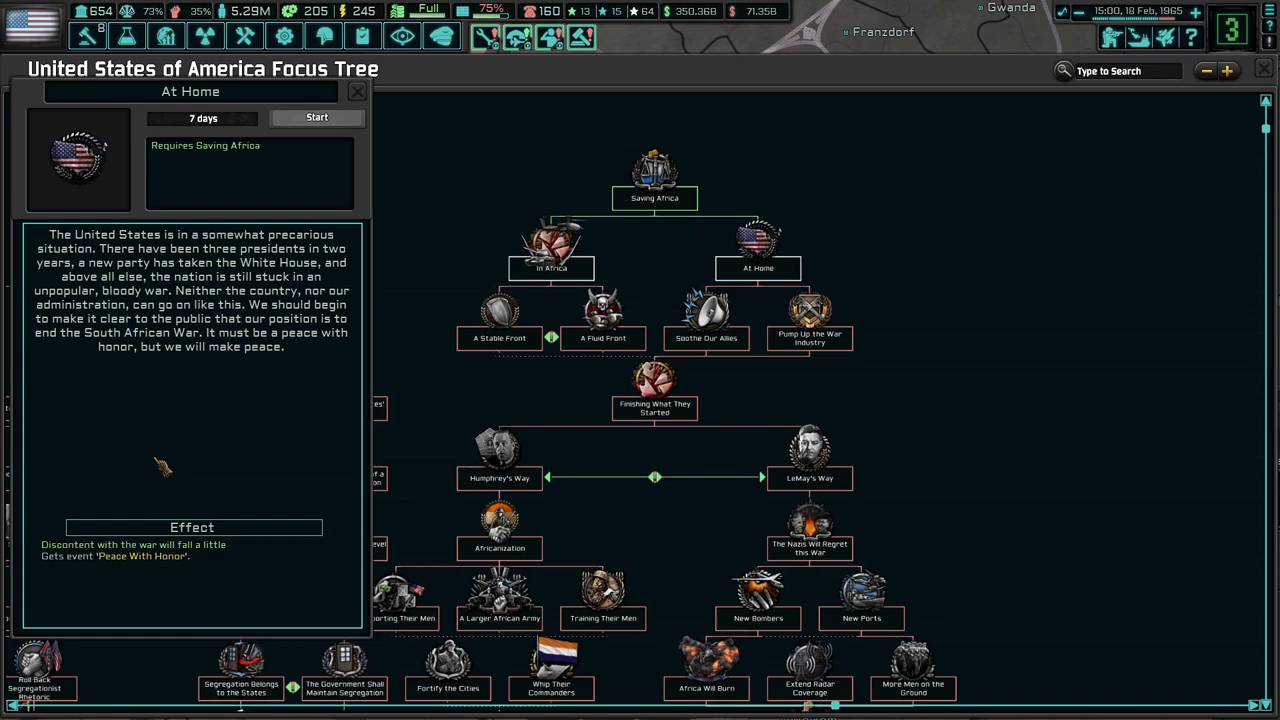 654
73%
35%
5.29M
205
245
Full
75%
160
13
15
64
350.36B
71.35B
15:00, 18 Feb, 1965
8
3
Gwanda
Franzdorf
United States of America Focus Tree
Type to Search
At Home
7 days
Start
Requires Saving Africa
The United States is in a somewhat precarious
situation. There have been three presidents in two
years, a new party has taken the White House, and
above all else, the nation is still stuck in an
unpopular, bloody war. Neither the country, nor our
administration, can go on like this. We should begin
to make it clear to the public that our position is to
end the South African War. It must be a peace with
honor, but we will make peace.
Effect
Discontent with the war will fall a little
Gets event 'Peace With Honor'.
Saving Africa
In Africa
At Home
A Stable Front
A Fluid Front
Soothe Our Allies
Pump Up the War
Industry
Finishing What They
Started
Humphrey's Way
LeMay's Way
Africanization
The Nazis Will Regret
this War
orting Their Men
A Larger African Army
Training Their Men
New Bombers
New Ports
Roll Back
Segregationist
Rhetoric
Segregation Belongs
to the States
The Government Shall
Maintain Segregation
Fortify the Cities
Whip Their
Commanders
Africa Will Burn
Extend Radar
Coverage
More Men on the
Ground